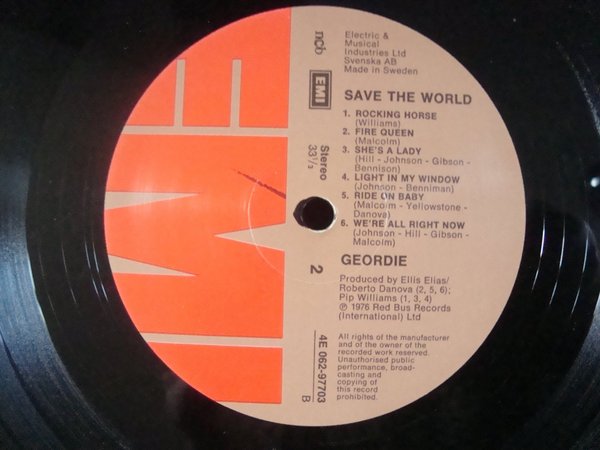 EMI
ncb
Electric &
Musical
Industries Ltd
Svenska AB
Made in Sweden
EMI
SAVE THE WORLD
1. ROCKING HORSE
(Williams)
2. FIRE QUEEN
(Malcolm)
3. SHE'S A LADY
(Hill - Johnson - Gibson -
Bennison)
4. LIGHT IN MY WINDOW
(Johnson - Benniman)
5. RIDE ON BABY
(Malcolm - Yellowstone -
Danova)
6. WE'RE ALL RIGHT NOW
(Johnson - Hill - Gibson -
Malcolm)
Stereo
33⅓
2
GEORDIE
Produced by Ellis Elias/
Roberto Danova (2, 5, 6);
Pip Williams (1, 3, 4)
℗ 1976 Red Bus Records
(International) Ltd
4E 062-97703
B
All rights of the manufacturer
and of the owner of the
recorded work reserved.
Unauthorised public
performance, broad-
casting and
copying of
this record
prohibited.